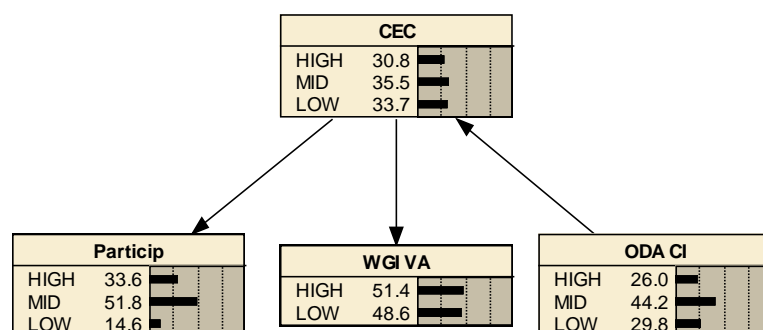 CEC
HIGH 30.8
MID 35.5
LOW 33.7
Particip
HIGH 33.6
MID 51.8
LOW 14.6
WGI VA
HIGH 51.4
LOW 48.6
ODA CI
HIGH 26.0
MID 44.2
LOW 29.8